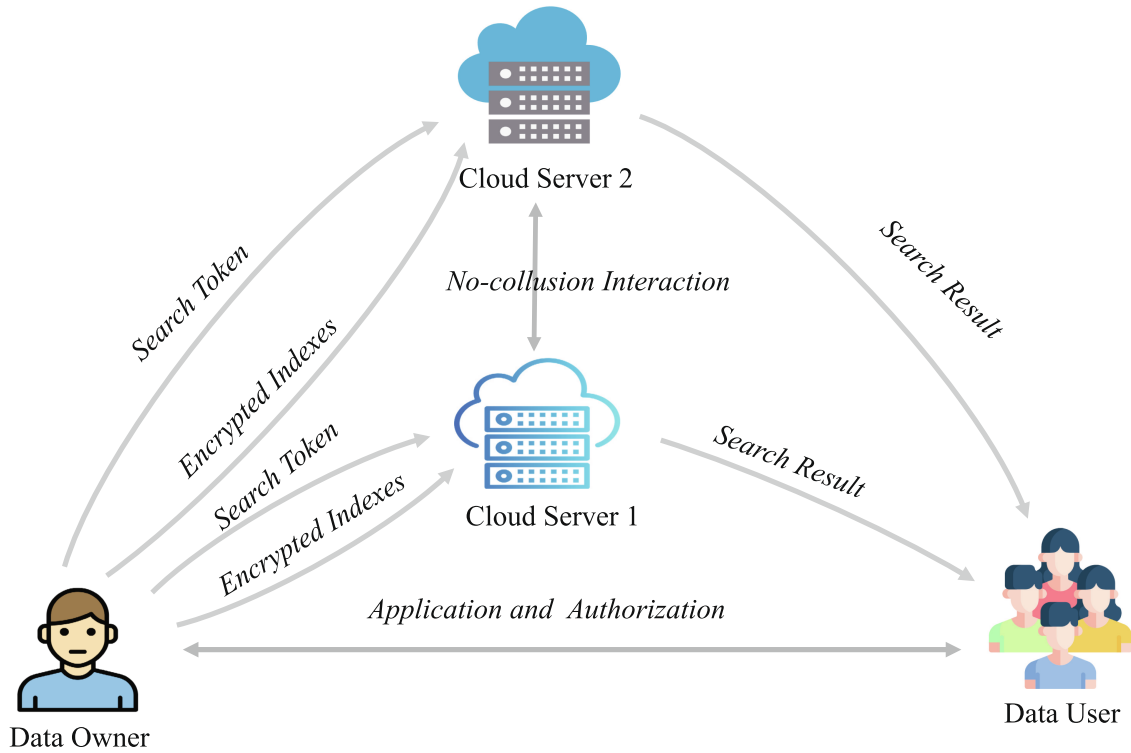 Cloud Server 2
Search Token
Search Result
No-collusion Interaction
Encrypted Indexes
Search Token
Search Result
Encrypted Indexes
Cloud Server 1
Application and Authorization
Data Owner
Data User